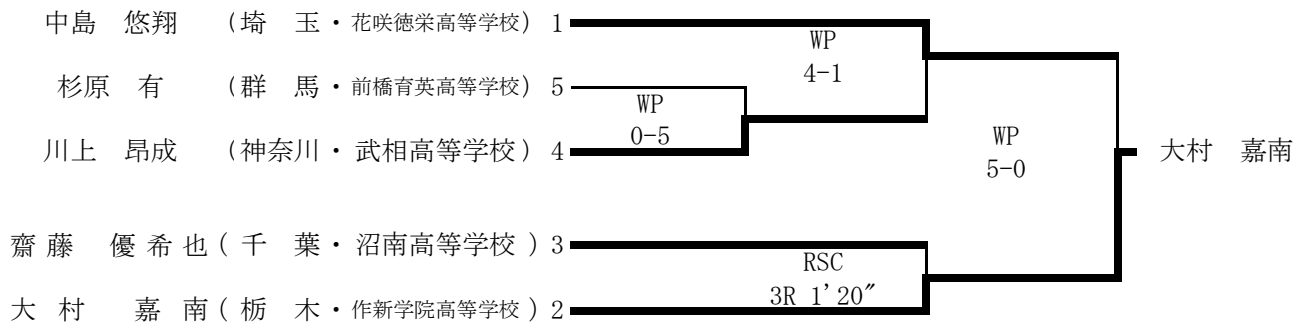 中島 悠翔 （埼 玉・花咲徳栄高等学校）1
WP
4-1
杉原 有 （群 馬・前橋育英高等学校）5
WP
0-5
川上 昂成 （神奈川・武相高等学校）4
WP
5-0
大村 嘉南
齋藤 優希也（千 葉・沼南高等学校）3
RSC
3R 1'20"
大村 嘉南（栃 木・作新学院高等学校）2